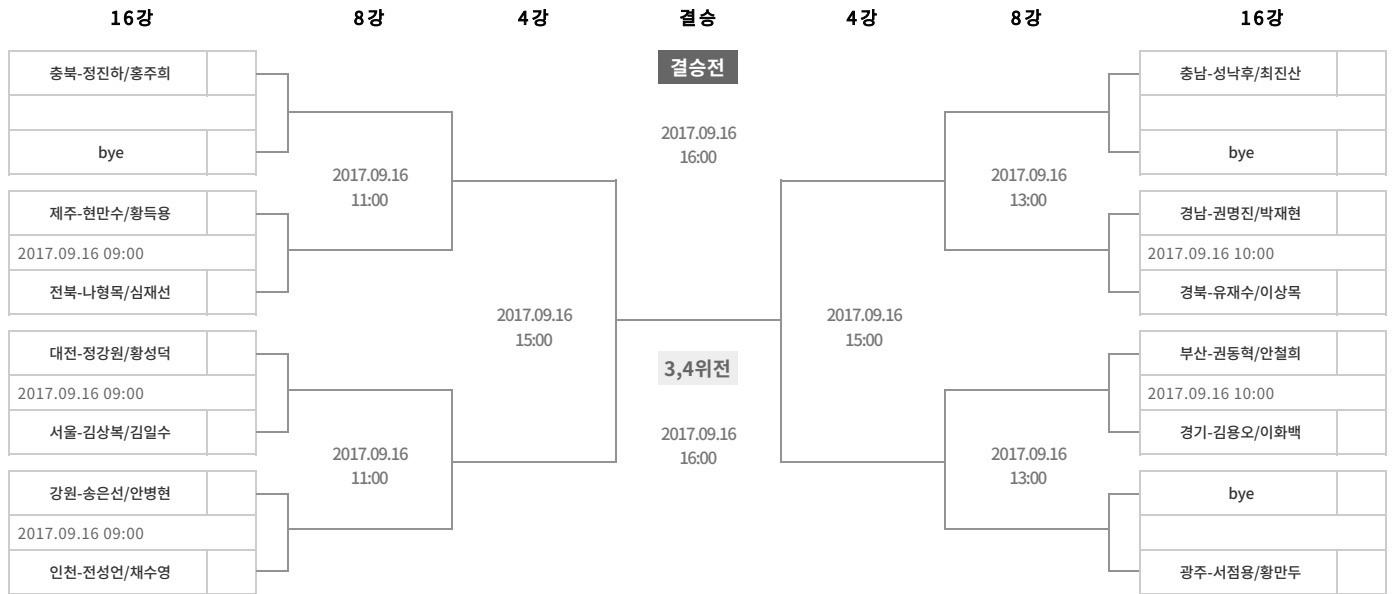 16강 8강 4강 결승 4강 8강 16강
충북-정진하/홍주희
bye
2017.09.16
11:00
제주-현만수/황득용
2017.09.16 09:00
전북-나형목/심재선
대전-정강원/황성덕
2017.09.16 09:00
서울-김상복/김일수
2017.09.16
11:00
강원-송은선/안병현
2017.09.16 09:00
인천-전성언/채수영
2017.09.16
15:00
결승전
2017.09.16
16:00
3,4위전
2017.09.16
16:00
2017.09.16
15:00
2017.09.16
13:00
2017.09.16
13:00
충남-성낙후/최진산
bye
경남-권명진/박재현
2017.09.16 10:00
경북-유재수/이상목
부산-권동혁/안철희
2017.09.16 10:00
경기-김용오/이화백
bye
광주-서점용/황만두